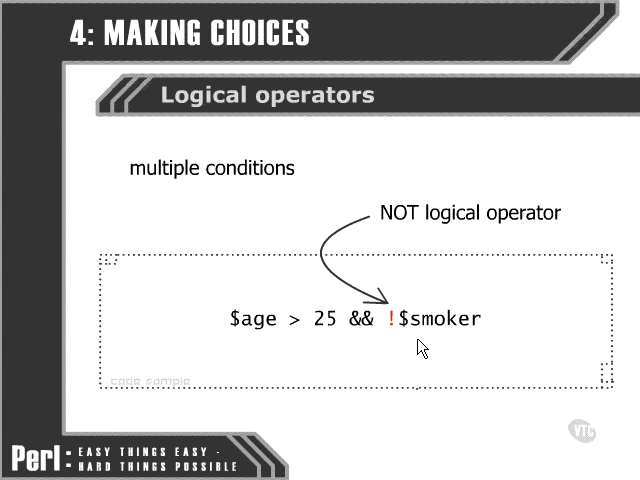 4: MAKING CHOICES
Logical operators
multiple conditions
NOT logical operator
$age > 25 && !$smoker
code sample
VTC
Perl: EASY THINGS EASY -
HARD THINGS POSSIBLE